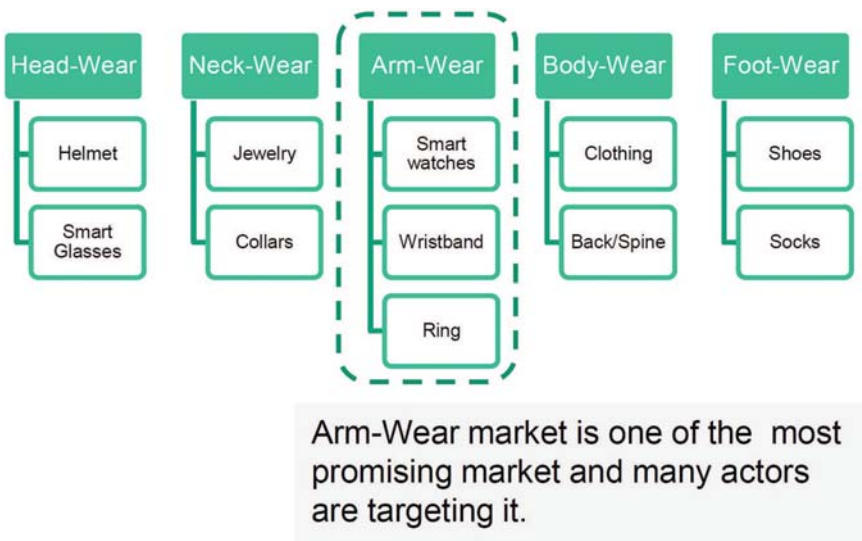 Head-Wear
Helmet
Smart
Glasses
Neck-Wear
Jewelry
Collars
Arm-Wear
Smart
watches
Wristband
Ring
Body-Wear
Clothing
Back/Spine
Foot-Wear
Shoes
Socks
Arm-Wear market is one of the most
promising market and many actors
are targeting it.